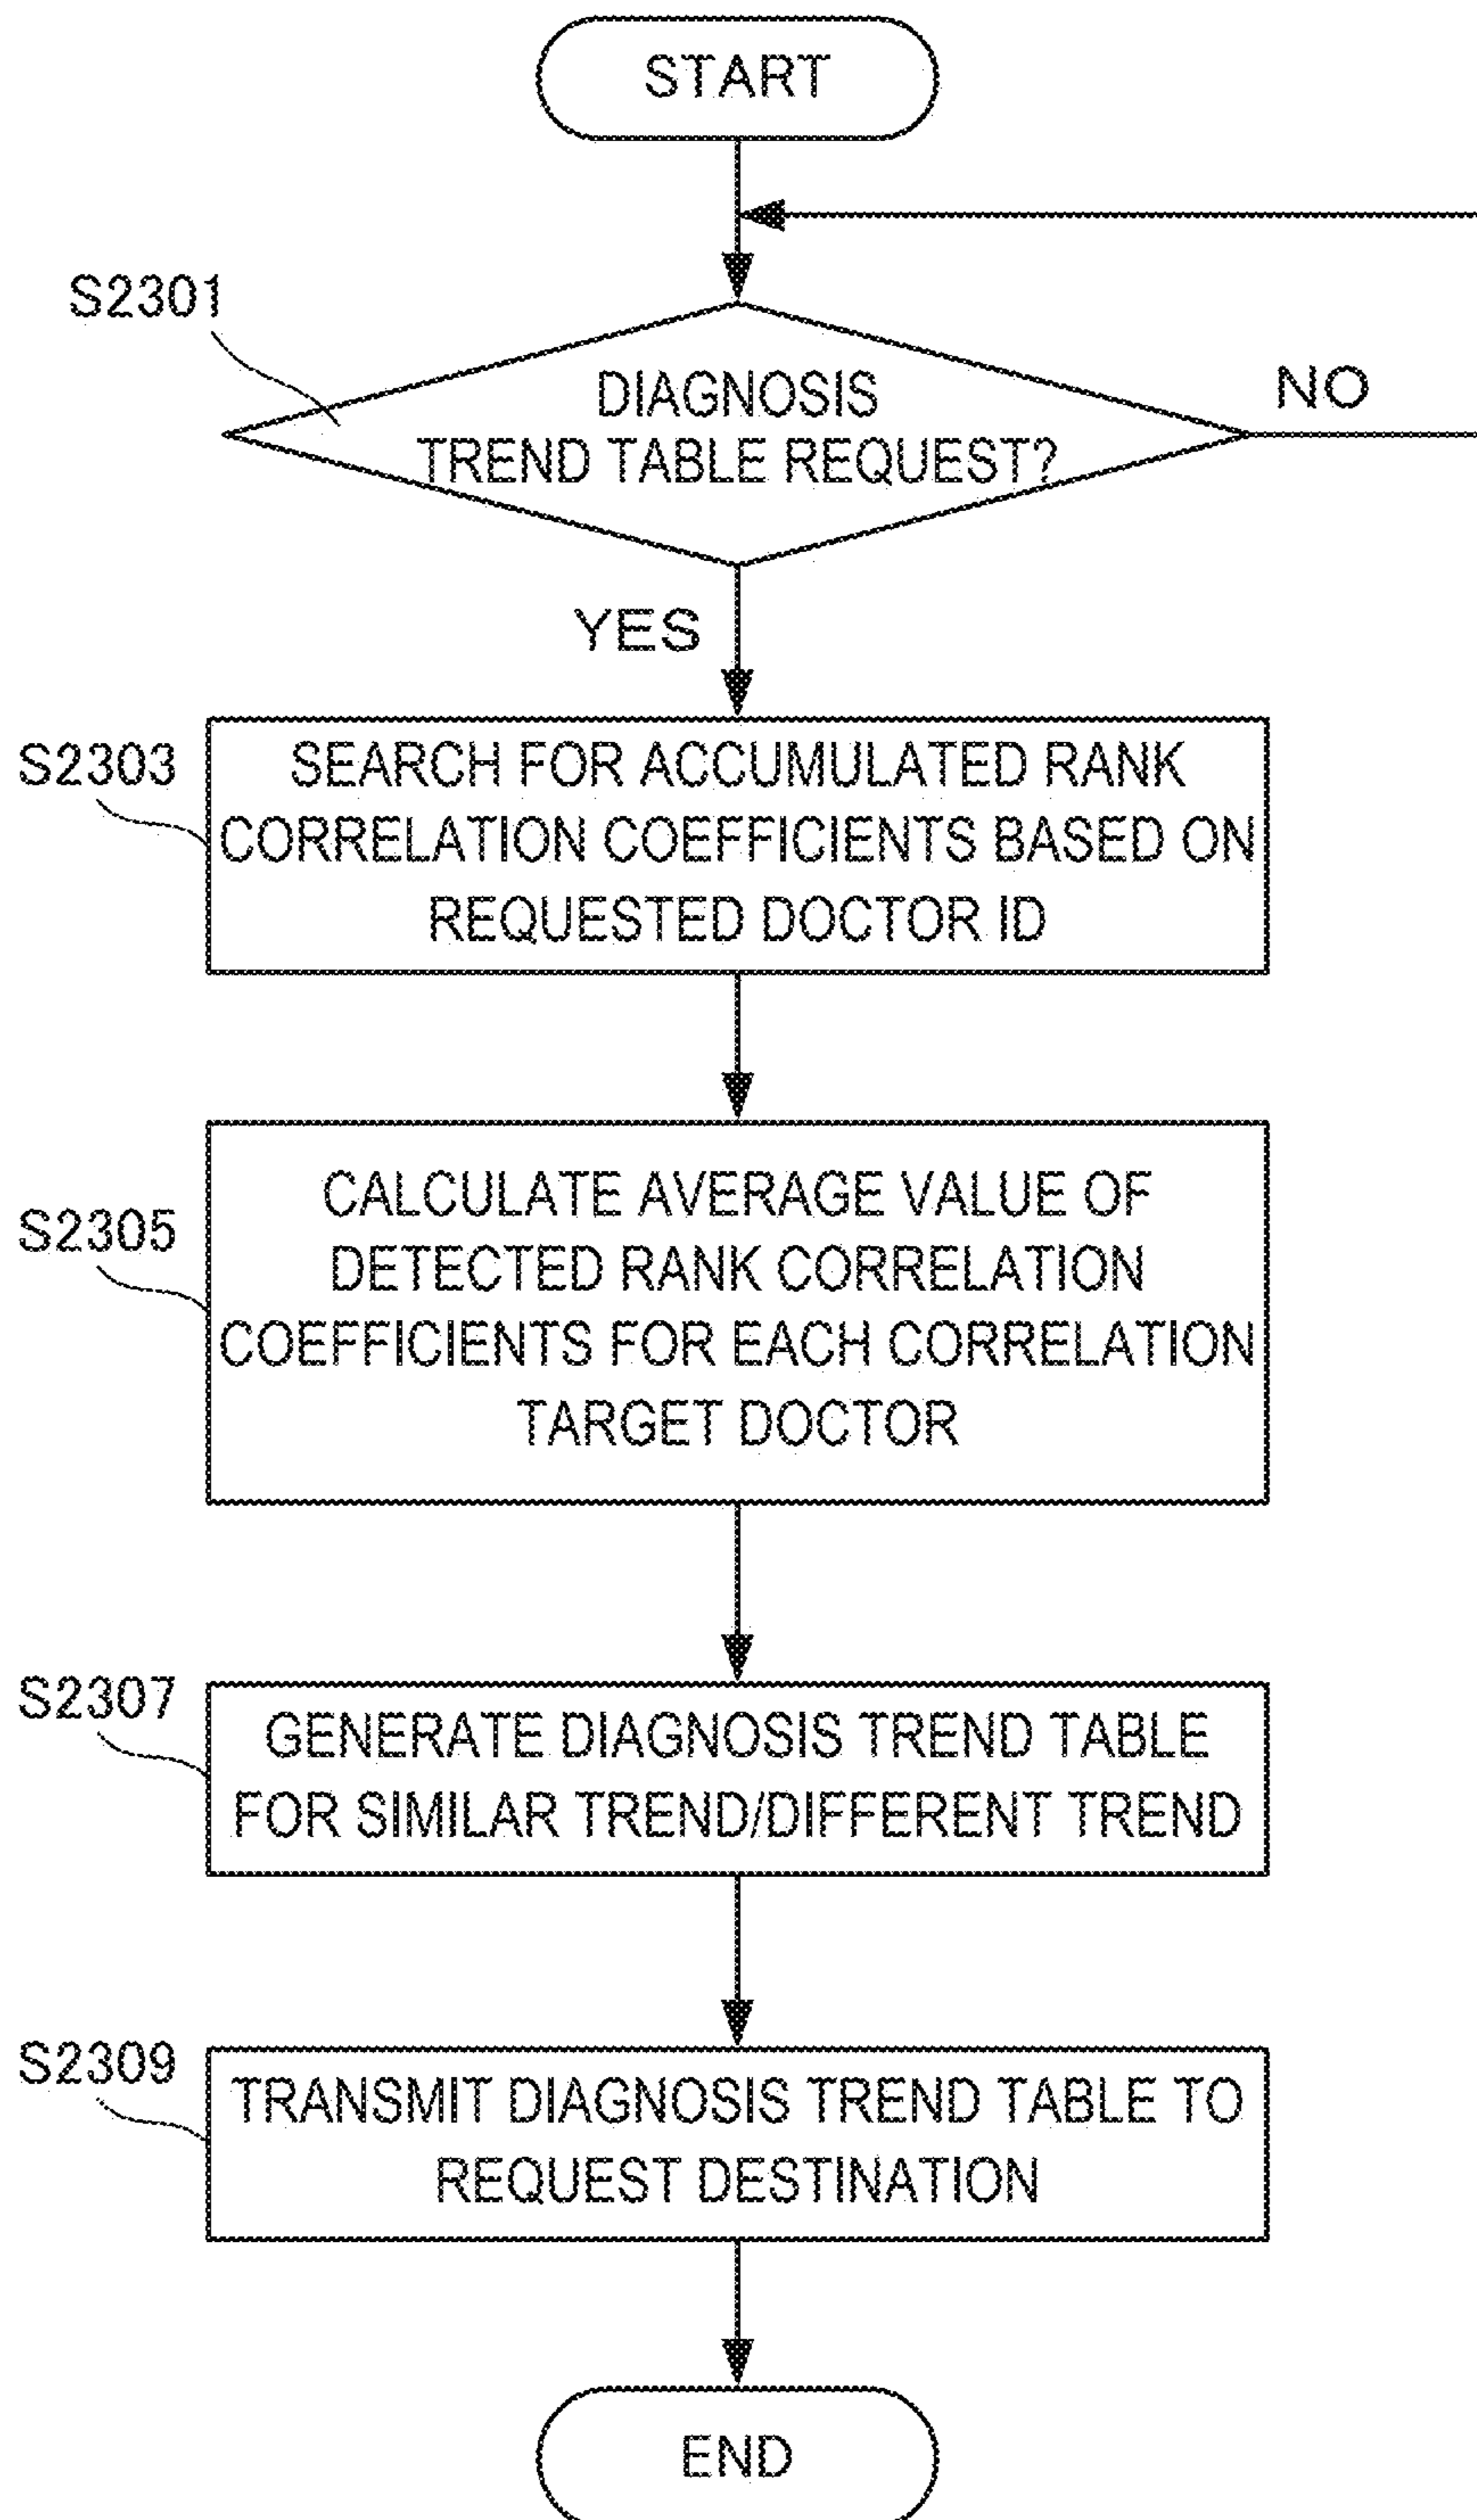 START
S2301
DIAGNOSIS
TREND TABLE REQUEST?
NO
YES
S2303
SEARCH FOR ACCUMULATED RANK
CORRELATION COEFFICIENTS BASED ON
REQUESTED DOCTOR ID
S2305
CALCULATE AVERAGE VALUE OF
DETECTED RANK CORRELATION
COEFFICIENTS FOR EACH CORRELATION
TARGET DOCTOR
S2307
GENERATE DIAGNOSIS TREND TABLE
FOR SIMILAR TREND/DIFFERENT TREND
S2309
TRANSMIT DIAGNOSIS TREND TABLE TO
REQUEST DESTINATION
END